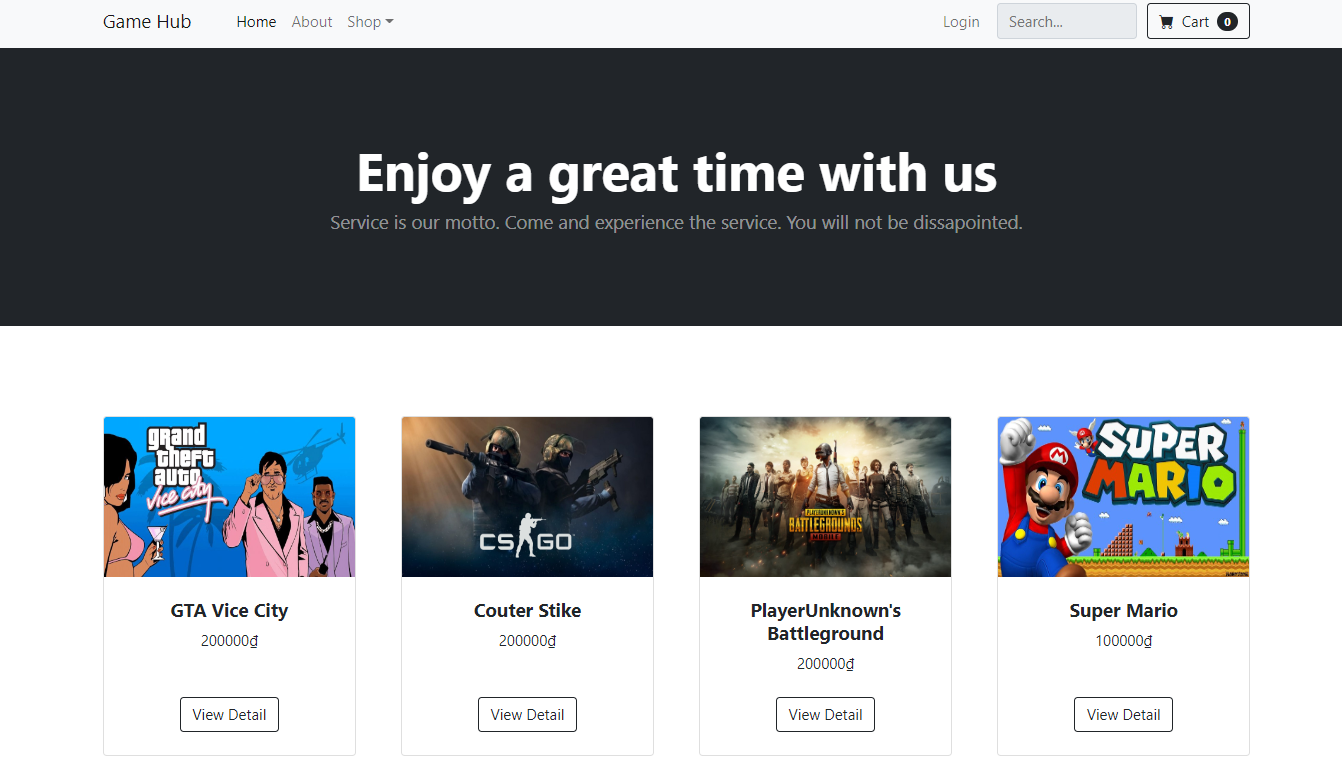 Game Hub Home About Shop Login Search... Cart 0
Enjoy a great time with us
Service is our motto. Come and experience the service. You will not be dissapointed.
grand
theft
auto
vice city
CS GO
PLAYERUNKNOWN'S
BATTLEGROUNDS
MOBILE
SUPER
MARIO
GTA Vice City
200000₫
View Detail
Couter Stike
200000₫
View Detail
PlayerUnknown's
Battleground
200000₫
View Detail
Super Mario
100000₫
View Detail